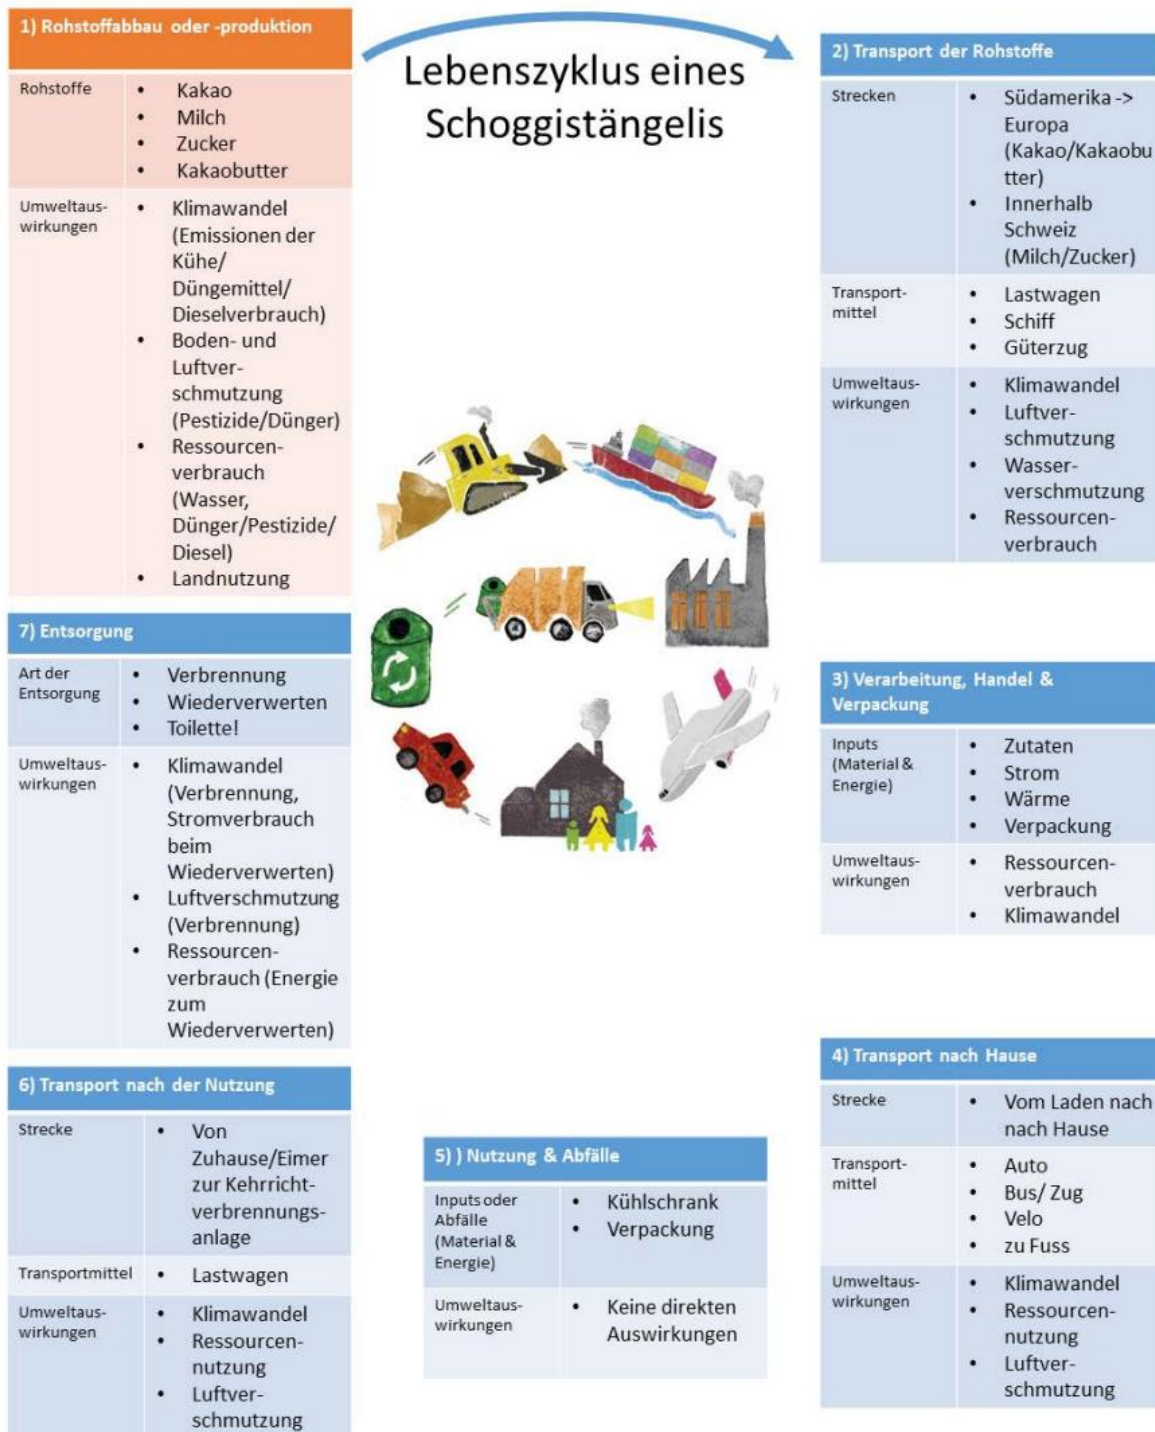 1) Rohstoffabbau oder -produktion
Rohstoffe
• Kakao
• Milch
• Zucker
• Kakaobutter
Umweltaus-
wirkungen
• Klimawandel
(Emissionen der
Kühe/
Düngemittel/
Dieselverbrauch)
• Boden- und
Luftver-
schmutzung
(Pestizide/Dünger)
• Ressourcen-
verbrauch
(Wasser,
Dünger/Pestizide/
Diesel)
• Landnutzung
Lebenszyklus eines
Schoggistängelis
2) Transport der Rohstoffe
Strecken
• Südamerika ->
Europa
(Kakao/Kakaobu
tter)
• Innerhalb
Schweiz
(Milch/Zucker)
Transport-
mittel
• Lastwagen
• Schiff
• Güterzug
Umweltaus-
wirkungen
• Klimawandel
• Luftver-
schmutzung
• Wasser-
verschmutzung
• Ressourcen-
verbrauch
3) Verarbeitung, Handel &
Verpackung
Inputs
(Material &
Energie)
• Zutaten
• Strom
• Wärme
• Verpackung
Umweltaus-
wirkungen
• Ressourcen-
verbrauch
• Klimawandel
4) Transport nach Hause
Strecke
• Vom Laden nach
nach Hause
Transport-
mittel
• Auto
• Bus/ Zug
• Velo
• zu Fuss
Umweltaus-
wirkungen
• Klimawandel
• Ressourcen-
nutzung
• Luftver-
schmutzung
5) ) Nutzung & Abfälle
Inputs oder
Abfälle
(Material &
Energie)
• Kühlschrank
• Verpackung
Umweltaus-
wirkungen
• Keine direkten
Auswirkungen
6) Transport nach der Nutzung
Strecke
• Von
Zuhause/Eimer
zur Kehrricht-
verbrennungs-
anlage
Transportmittel
• Lastwagen
Umweltaus-
wirkungen
• Klimawandel
• Ressourcen-
nutzung
• Luftver-
schmutzung
7) Entsorgung
Art der
Entsorgung
• Verbrennung
• Wiederverwerten
• Toilette!
Umweltaus-
wirkungen
• Klimawandel
(Verbrennung,
Stromverbrauch
beim
Wiederverwerten)
• Luftverschmutzung
(Verbrennung)
• Ressourcen-
verbrauch (Energie
zum
Wiederverwerten)